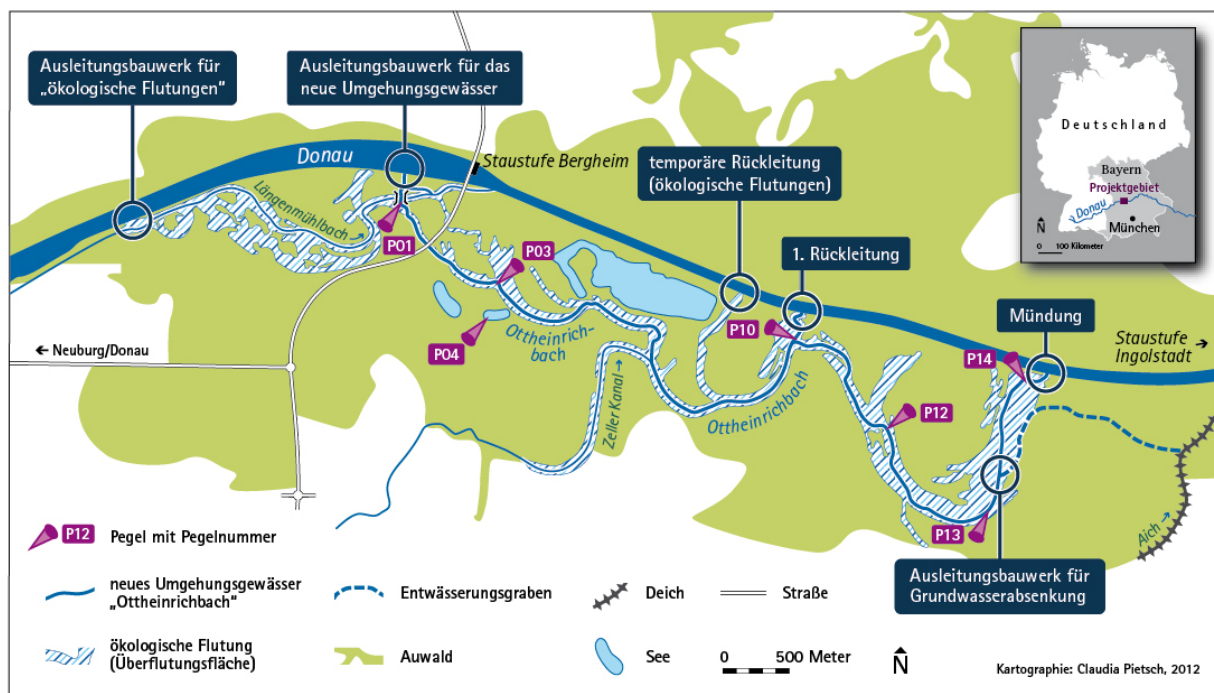 Ausleitungsbauwerk für
„ökologische Flutungen"
Ausleitungsbauwerk für das
neue Umgehungsgewässer
Donau
Staustufe Bergheim
temporäre Rückleitung
(ökologische Flutungen)
1. Rückleitung
Deutschland
Bayern
Projektgebiet
Donau
München
N
0 100 Kilometer
Längenmühlbach
P01
P03
P04
Ottheinrich-
bach
Zeller Kanal →
P10
Ottheinrichbach
P12
P14
Mündung
Staustufe
Ingolstadt →
← Neuburg/Donau
P13
Aich →
Ausleitungsbauwerk für
Grundwasserabsenkung
P12 Pegel mit Pegelnummer
neues Umgehungsgewässer
„Ottheinrichbach"
Entwässerungsgraben
Deich
Straße
ökologische Flutung
(Überflutungsfläche)
Auwald
See
0 500 Meter
N
Kartographie: Claudia Pietsch, 2012